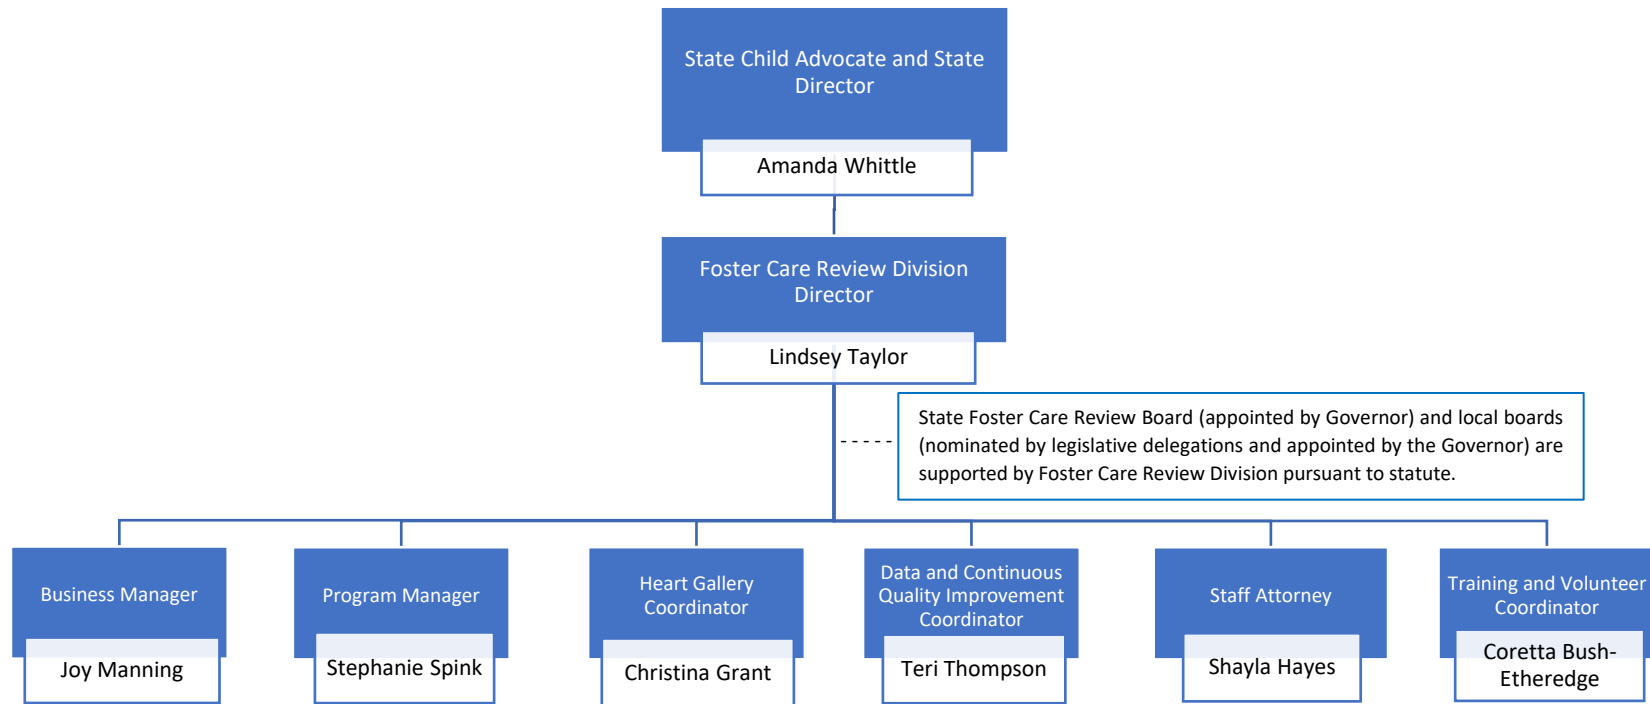 State Child Advocate and State
Director
Amanda Whittle
Foster Care Review Division
Director
Lindsey Taylor
State Foster Care Review Board (appointed by Governor) and local boards
(nominated by legislative delegations and appointed by the Governor) are
supported by Foster Care Review Division pursuant to statute.
Business Manager
Joy Manning
Program Manager
Stephanie Spink
Heart Gallery
Coordinator
Christina Grant
Data and Continuous
Quality Improvement
Coordinator
Teri Thompson
Staff Attorney
Shayla Hayes
Training and Volunteer
Coordinator
Coretta Bush-
Etheredge